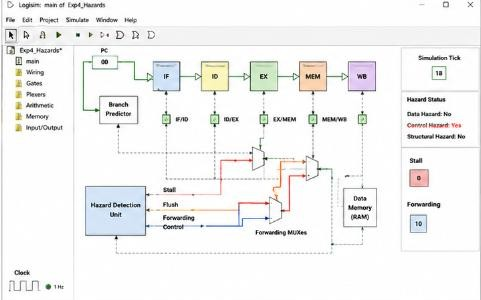 Logisim: main of Exp4_Hazards
File Edit Project Simulate Window Help
Exp4_Hazards*
main
Wiring
Gates
Plexers
Arithmetic
Memory
Input/Output
PC
00
IF
ID
EX
MEM
WB
Branch
Predictor
IF/ID
ID/EX
EX/MEM
MEM/WB
Hazard Detection
Unit
Stall
Flush
Forwarding
Control
Forwarding MUXes
Data
Memory
(RAM)
Clock
1 Hz
Simulation Tick
18
Hazard Status
Data Hazard: No
Control Hazard: Yes
Structural Hazard: No
Stall
0
Forwarding
10